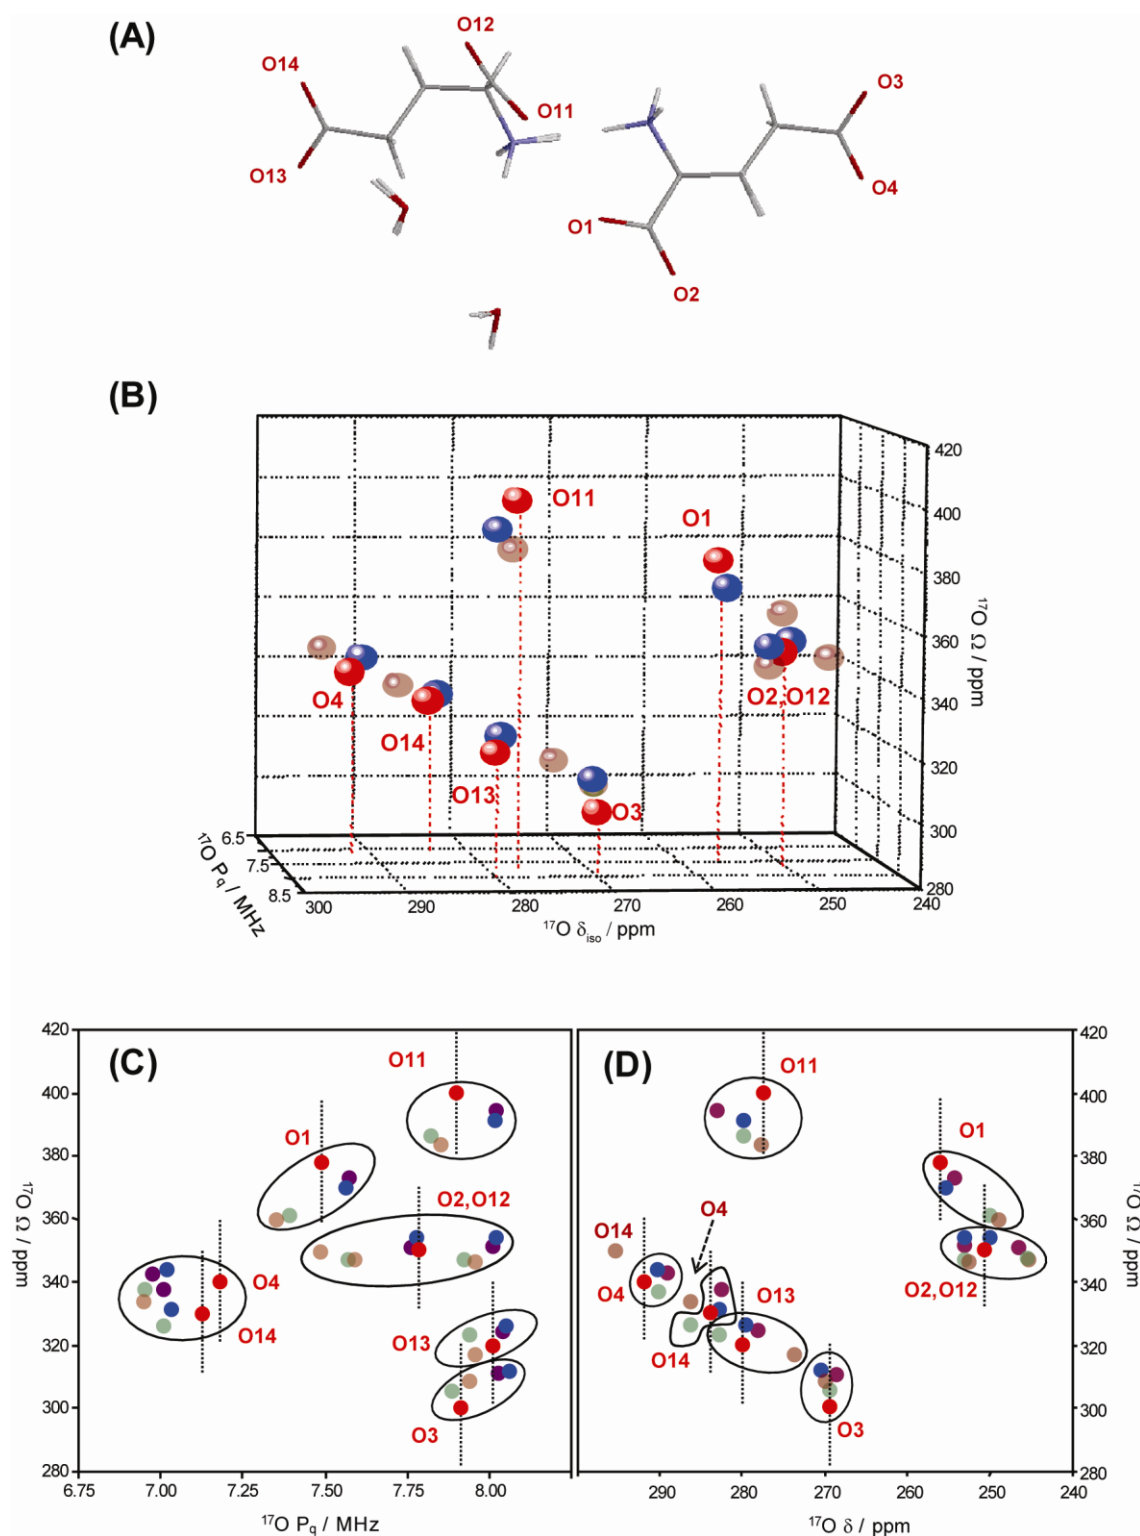 (A)
O12
O14
O11
O3
O13
O4
O1
O2
(B)
420
O11
O1
400
380
17O Ω / ppm
360
O4
O2,O12
340
O14
O13
O3
320
300
6.5
7.5
8.5
280
17O Pq / MHz
300 290 280 270 260 250 240
17O δiso / ppm
(C)
420
O11
400
O1
380
O2,O12
360
17O Ω / ppm
340
O4
O14
O13
320
300
O3
280
6.75 7.00 7.25 7.50 7.75 8.00
17O Pq / MHz
(D)
420
O11
400
O1
380
O4
O14
360
17O Ω / ppm
O2,O12
O4
340
O13
O14
320
300
O3
280
290 280 270 260 250 240
17O δ / ppm